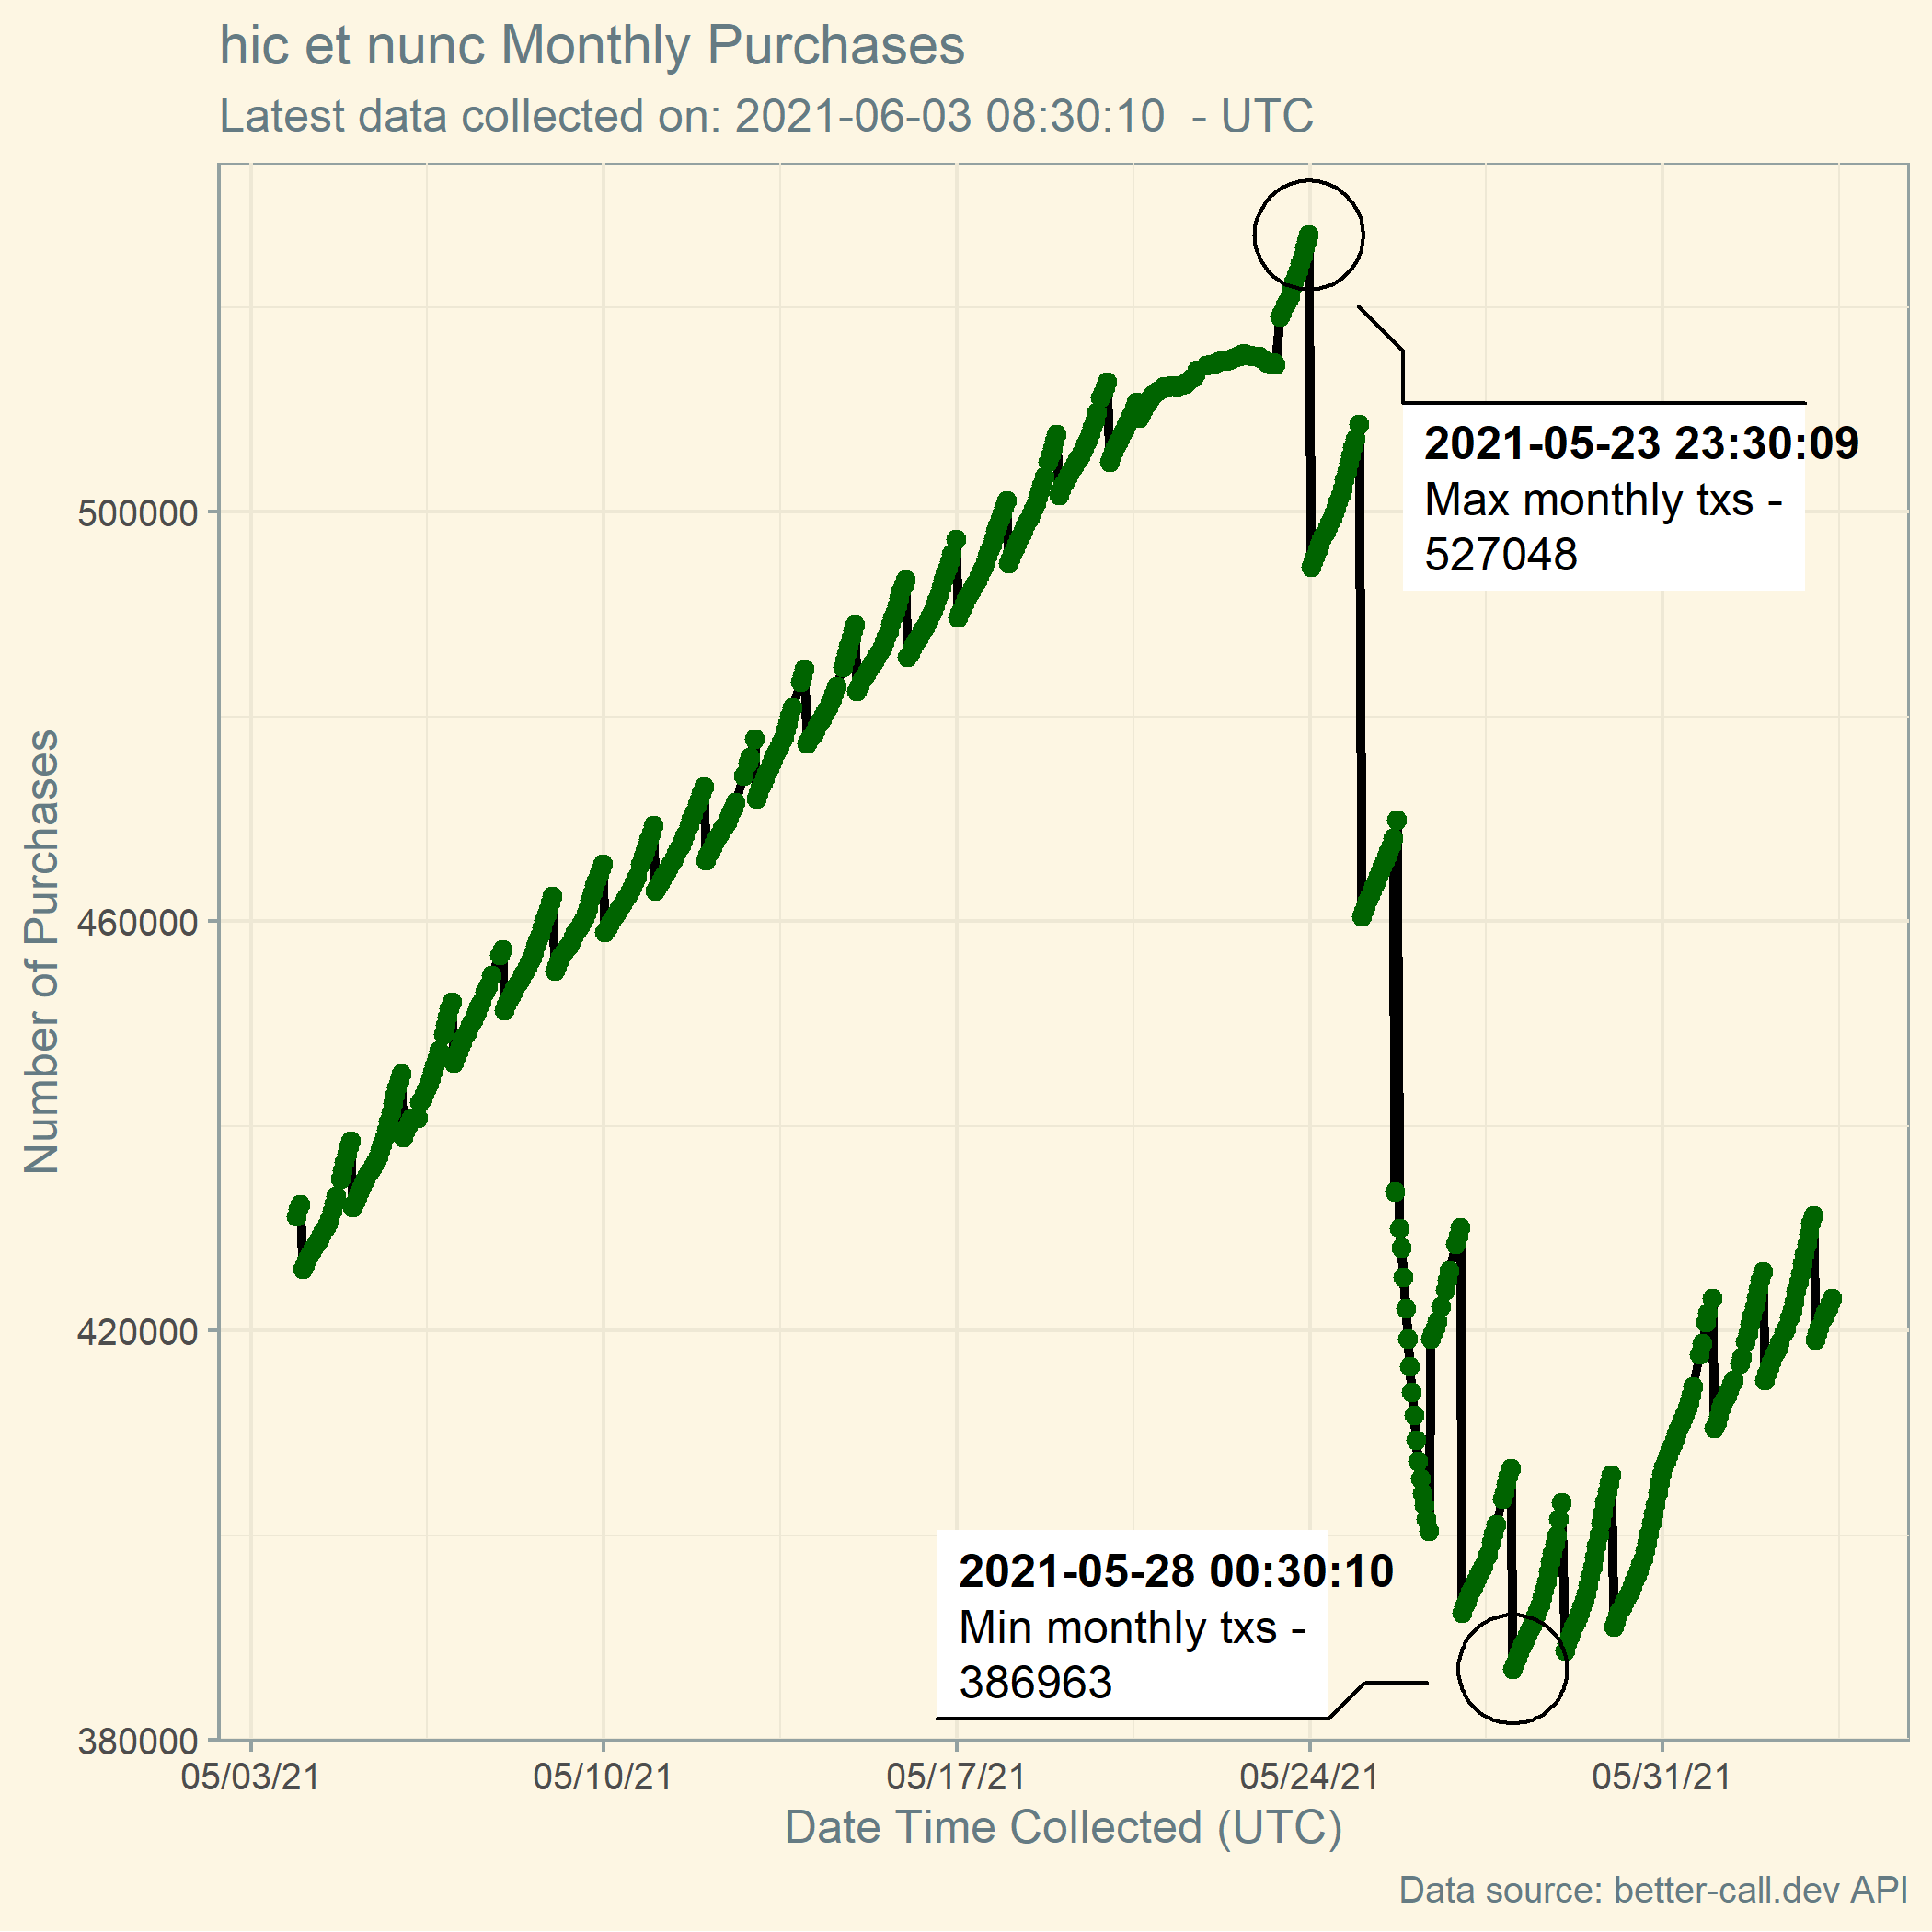 hic et nunc Monthly Purchases
Latest data collected on: 2021-06-03 08:30:10  - UTC
Number of Purchases
500000
460000
420000
380000
2021-05-23 23:30:09
Max monthly txs -
527048
2021-05-28 00:30:10
Min monthly txs -
386963
05/03/21
05/10/21
05/17/21
05/24/21
05/31/21
Date Time Collected (UTC)
Data source: better-call.dev API